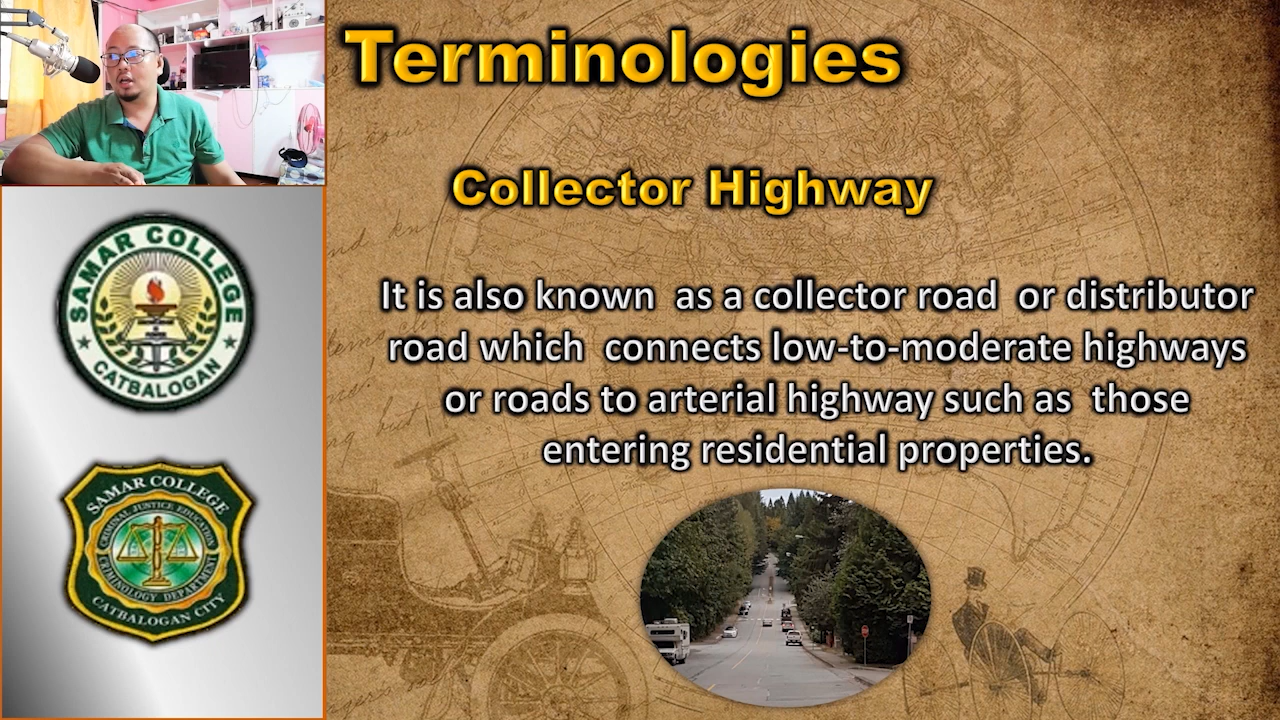 Terminologies
Collector Highway
It is also known as a collector road or distributor
road which connects low-to-moderate highways
or roads to arterial highway such as those
entering residential properties.
SAMAR COLLEGE
CATBALOGAN
SAMAR COLLEGE
CRIMINAL JUSTICE EDUCATION
CRIMINOLOGY DEPARTMENT
CATBALOGAN CITY